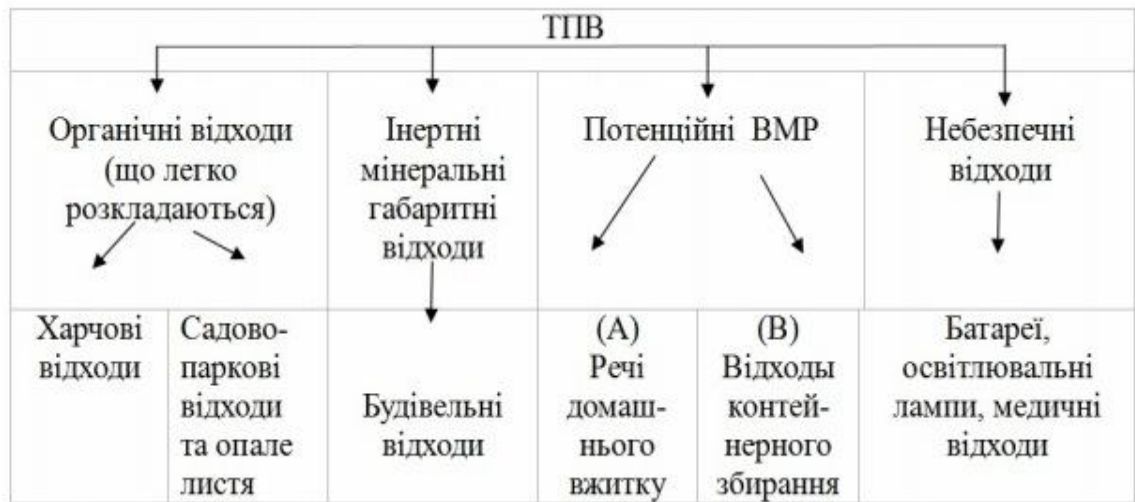 ТПВ
Органічні відходи
(що легко
розкладаються)
Інертні
мінеральні
габаритні
відходи
Потенційні ВМР
Небезпечні
відходи
Харчові
відходи
Садово-
паркові
відходи
та опале
листя
Будівельні
відходи
(А)
Речі
домаш-
нього
вжитку
(В)
Відходы
контей-
нерного
збирання
Батареї,
освітлювальні
лампи, медичні
відходи